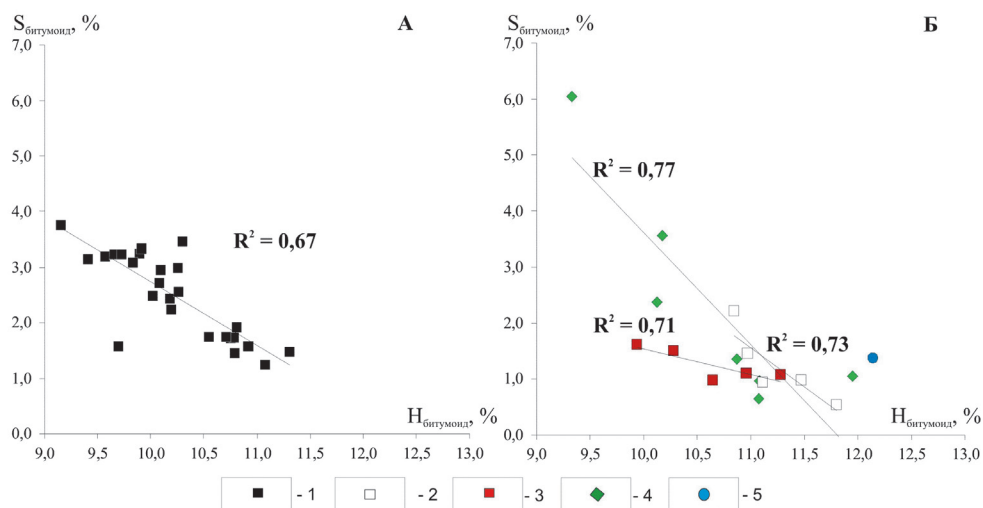 Sбитумоид, %
А
7,0
6,0
5,0
4,0
3,0
2,0
1,0
0,0
R² = 0,67
Hбитумоид, %
9,0 9,5 10,0 10,5 11,0 11,5 12,0 12,5 13,0
Sбитумоид, %
Б
7,0
6,0
5,0
4,0
3,0
2,0
1,0
0,0
R² = 0,77
R² = 0,71
R² = 0,73
Hбитумоид, %
9,0 9,5 10,0 10,5 11,0 11,5 12,0 12,5 13,0
- 1 - 2 - 3 - 4 - 5